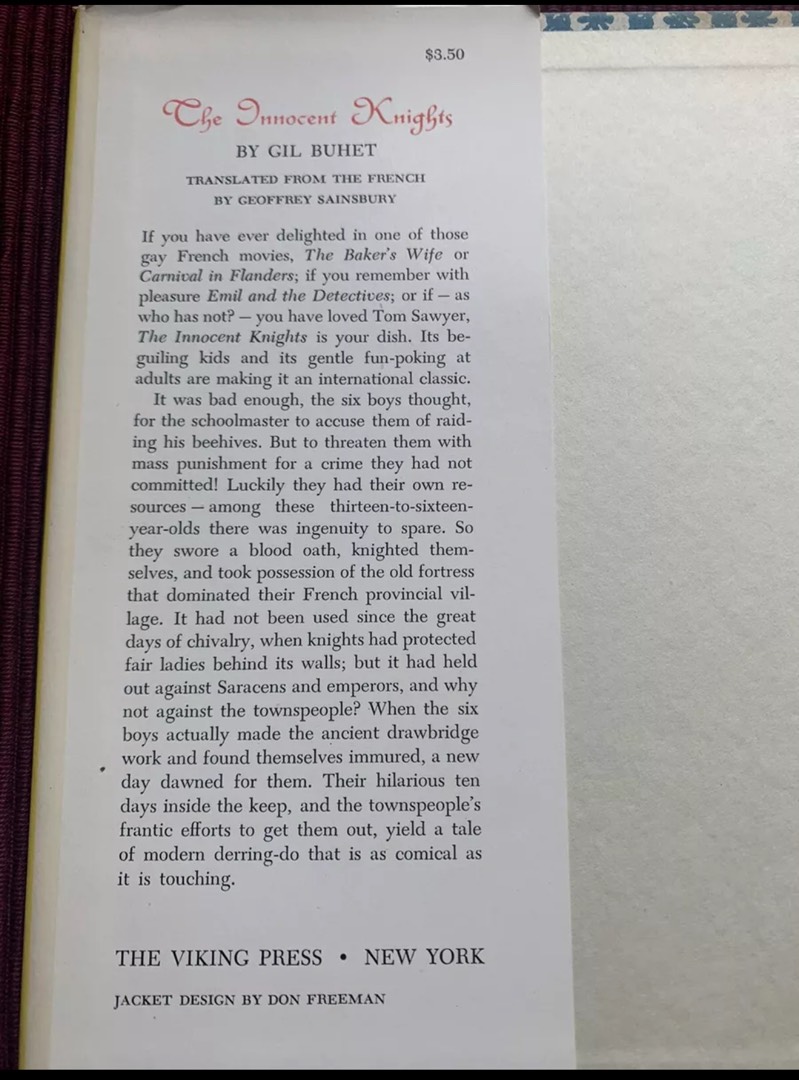 $3.50
The Innocent Knights
BY GIL BUHET
TRANSLATED FROM THE FRENCH
BY GEOFFREY SAINSBURY
If you have ever delighted in one of those
gay French movies, The Baker's Wife or
Carnival in Flanders; if you remember with
pleasure Emil and the Detectives; or if — as
who has not? — you have loved Tom Sawyer,
The Innocent Knights is your dish. Its be-
guiling kids and its gentle fun-poking at
adults are making it an international classic.
It was bad enough, the six boys thought,
for the schoolmaster to accuse them of raid-
ing his beehives. But to threaten them with
mass punishment for a crime they had not
committed! Luckily they had their own re-
sources — among these thirteen-to-sixteen-
year-olds there was ingenuity to spare. So
they swore a blood oath, knighted them-
selves, and took possession of the old fortress
that dominated their French provincial vil-
lage. It had not been used since the great
days of chivalry, when knights had protected
fair ladies behind its walls; but it had held
out against Saracens and emperors, and why
not against the townspeople? When the six
boys actually made the ancient drawbridge
work and found themselves immured, a new
day dawned for them. Their hilarious ten
days inside the keep, and the townspeople's
frantic efforts to get them out, yield a tale
of modern derring-do that is as comical as
it is touching.
THE VIKING PRESS • NEW YORK
JACKET DESIGN BY DON FREEMAN